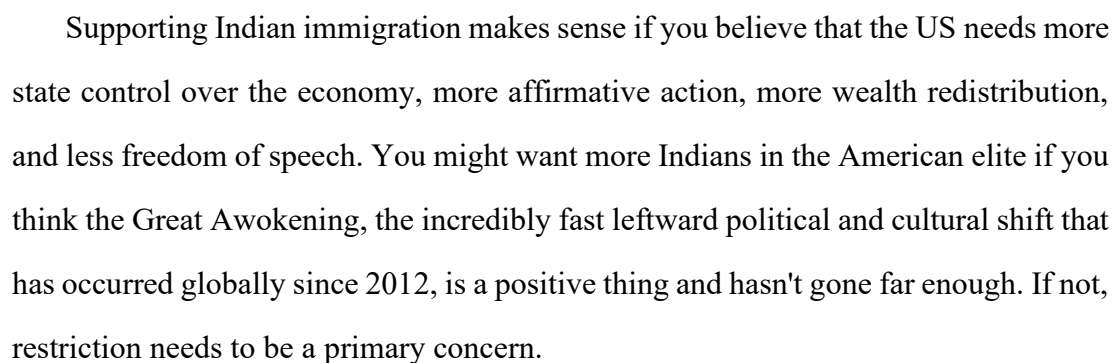 Supporting Indian immigration makes sense if you believe that the US needs more
state control over the economy, more affirmative action, more wealth redistribution,
and less freedom of speech. You might want more Indians in the American elite if you
think the Great Awokening, the incredibly fast leftward political and cultural shift that
has occurred globally since 2012, is a positive thing and hasn't gone far enough. If not,
restriction needs to be a primary concern.